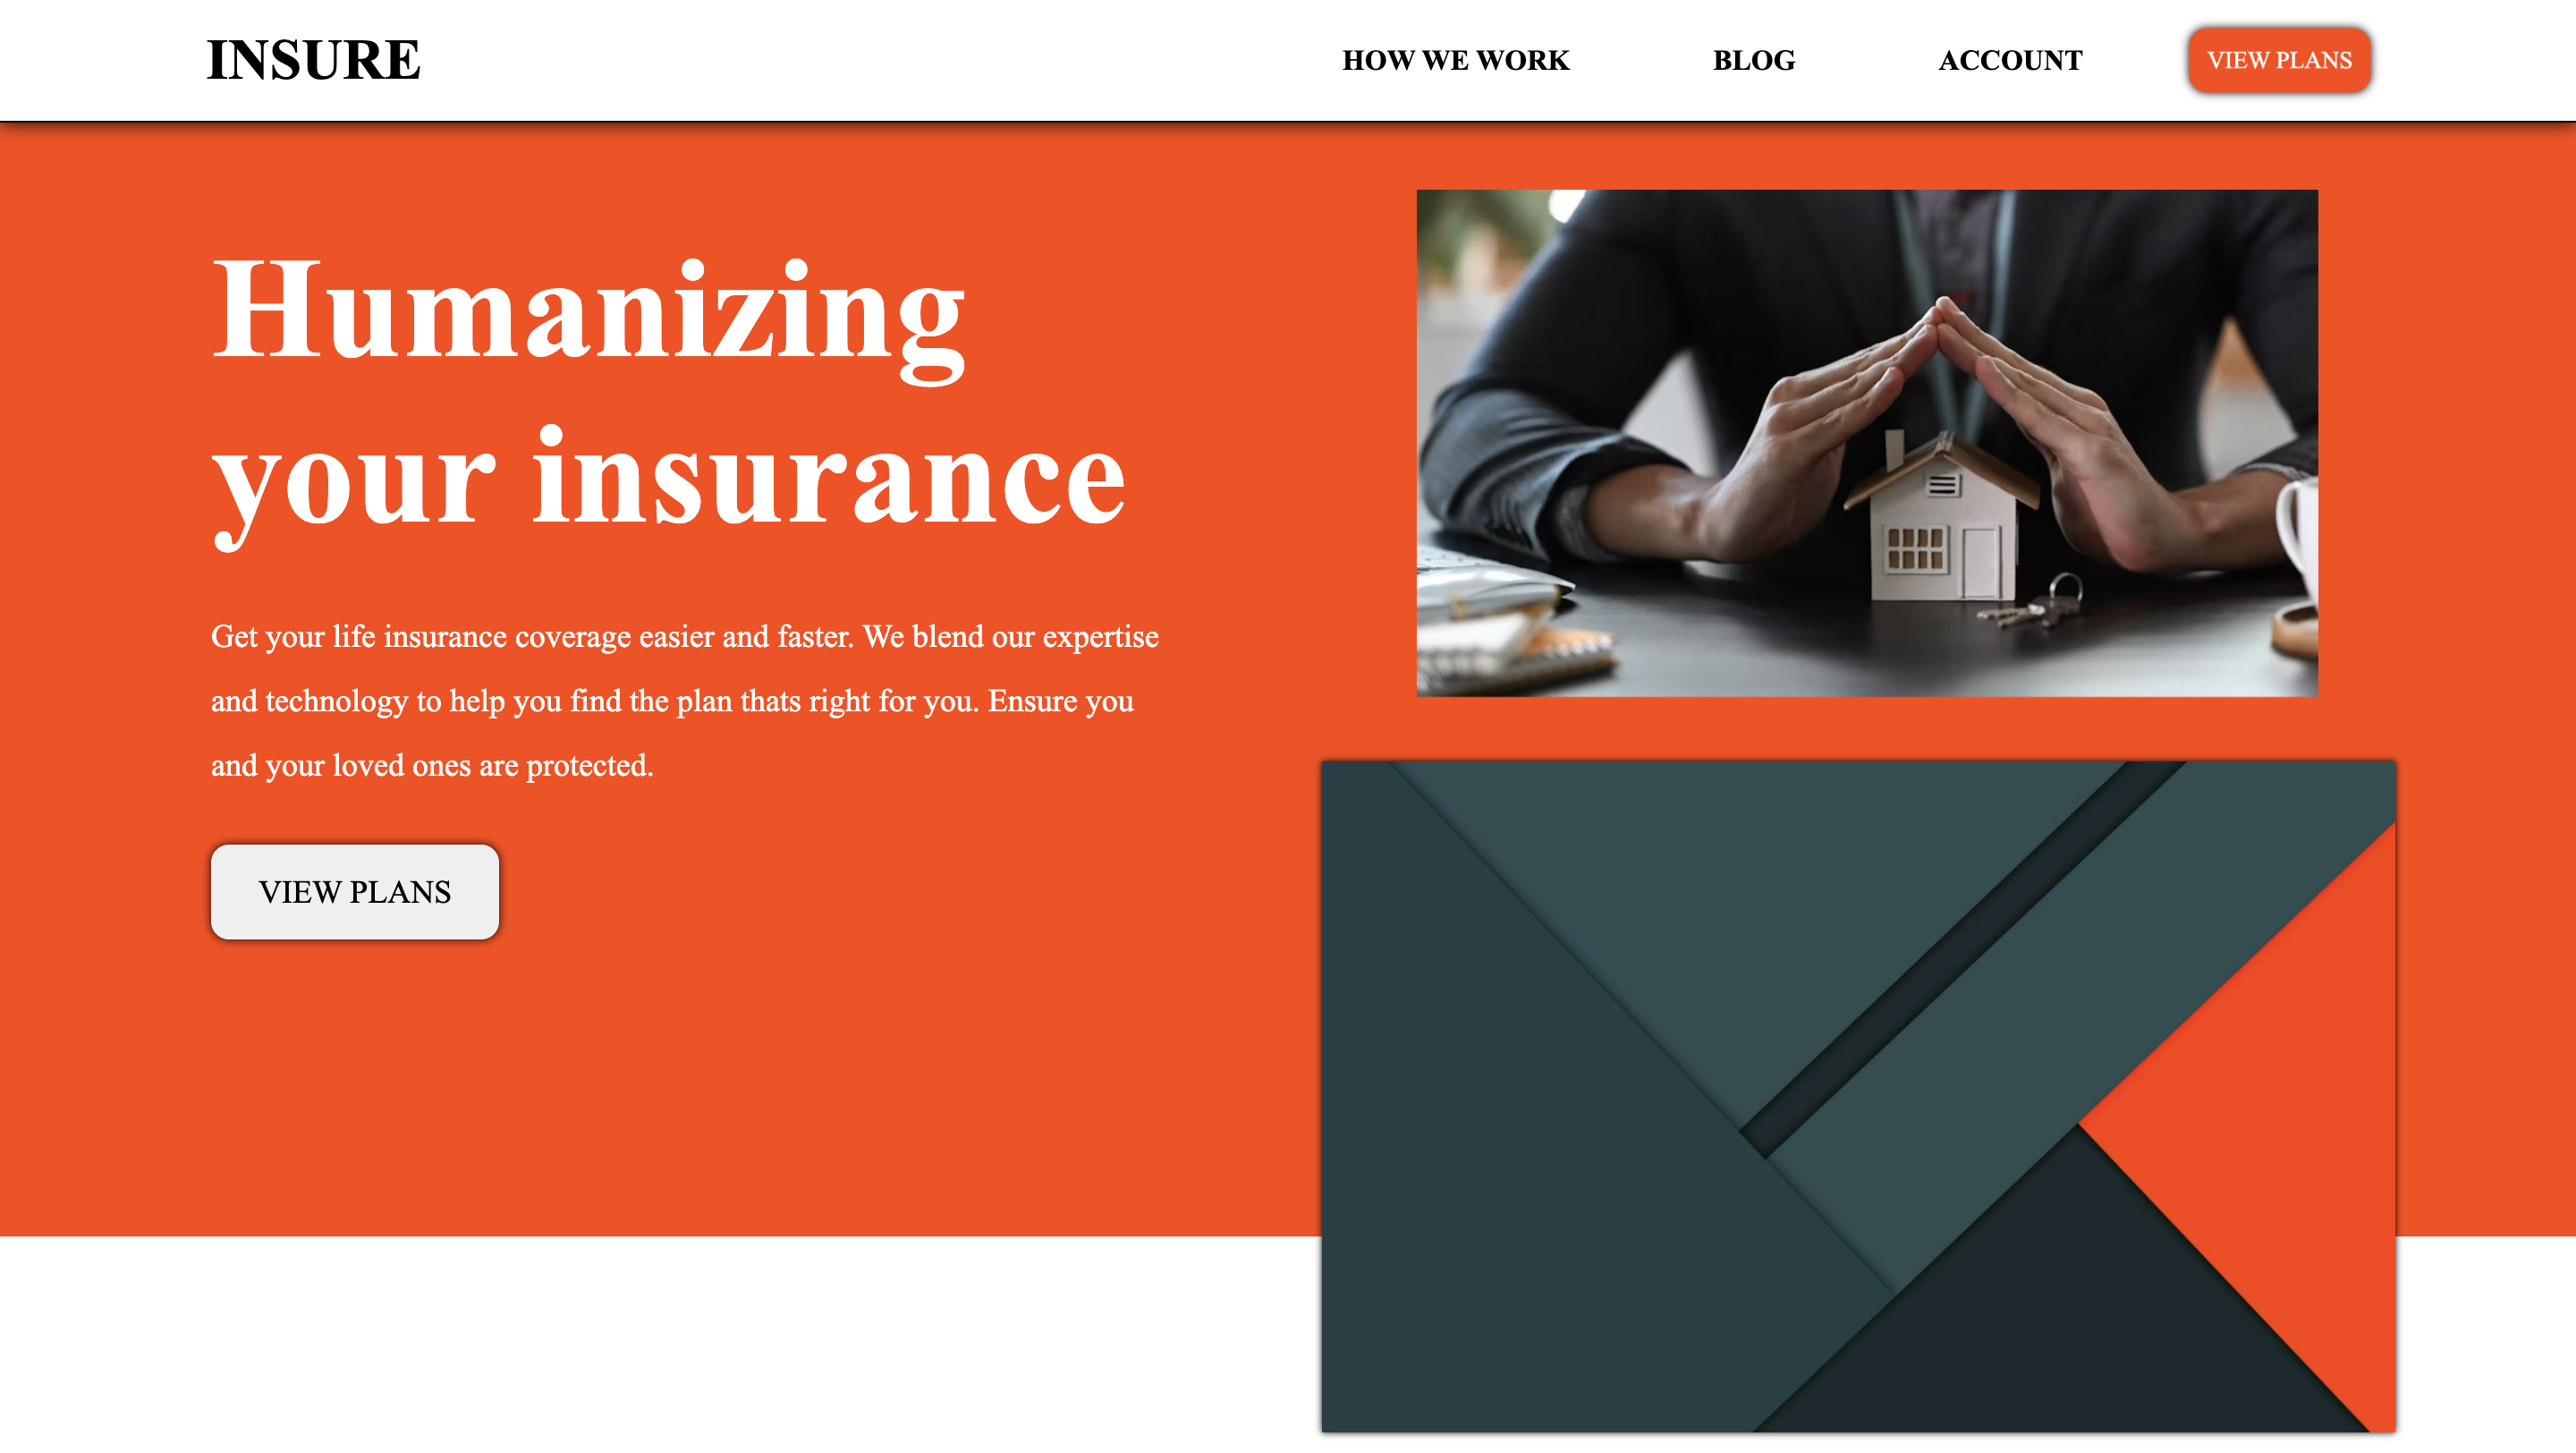 INSURE
HOW WE WORK
BLOG
ACCOUNT
VIEW PLANS
Humanizing
your insurance
Get your life insurance coverage easier and faster. We blend our expertise
and technology to help you find the plan thats right for you. Ensure you
and your loved ones are protected.
VIEW PLANS